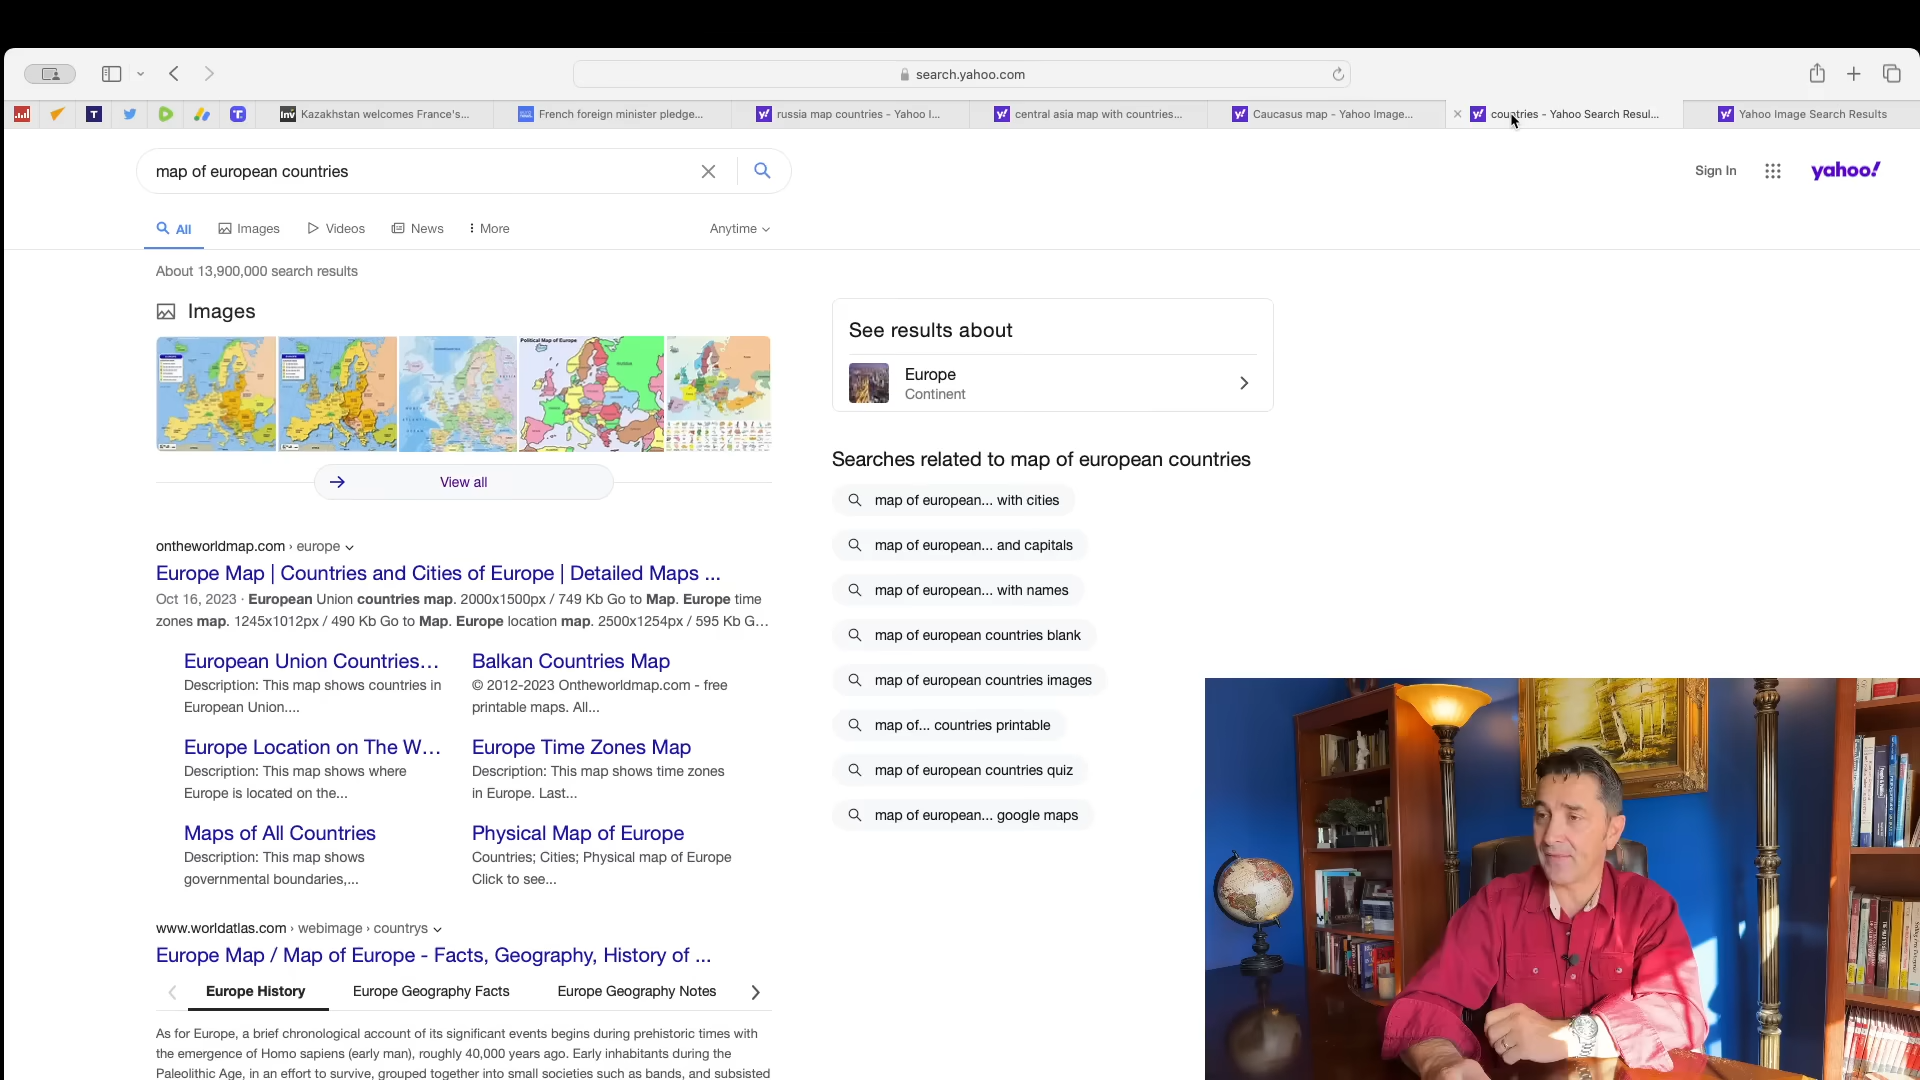 search.yahoo.com
Kazakhstan welcomes France's...
French foreign minister pledge...
russia map countries - Yahoo I...
central asia map with countries...
Caucasus map - Yahoo Image...
countries - Yahoo Search Resul...
Yahoo Image Search Results
map of european countries
Sign In
yahoo!
All
Images
Videos
News
More
Anytime
About 13,900,000 search results
Images
Political Map of Europe
View all
See results about
Europe
Continent
Searches related to map of european countries
map of european... with cities
map of european... and capitals
map of european... with names
map of european countries blank
map of european countries images
map of... countries printable
map of european countries quiz
map of european... google maps
ontheworldmap.com › europe
Europe Map | Countries and Cities of Europe | Detailed Maps ...
Oct 16, 2023 · European Union countries map. 2000x1500px / 749 Kb Go to Map. Europe time
zones map. 1245x1012px / 490 Kb Go to Map. Europe location map. 2500x1254px / 595 Kb G...
European Union Countries...
Description: This map shows countries in
European Union....
Balkan Countries Map
© 2012-2023 Ontheworldmap.com - free
printable maps. All...
Europe Location on The W...
Description: This map shows where
Europe is located on the...
Europe Time Zones Map
Description: This map shows time zones
in Europe. Last...
Maps of All Countries
Description: This map shows
governmental boundaries,...
Physical Map of Europe
Countries; Cities; Physical map of Europe
Click to see...
www.worldatlas.com › webimage › countrys
Europe Map / Map of Europe - Facts, Geography, History of ...
Europe History
Europe Geography Facts
Europe Geography Notes
As for Europe, a brief chronological account of its significant events begins during prehistoric times with
the emergence of Homo sapiens (early man), roughly 40,000 years ago. Early inhabitants during the
Paleolithic Age, in an effort to survive, grouped together into small societies such as bands, and subsisted